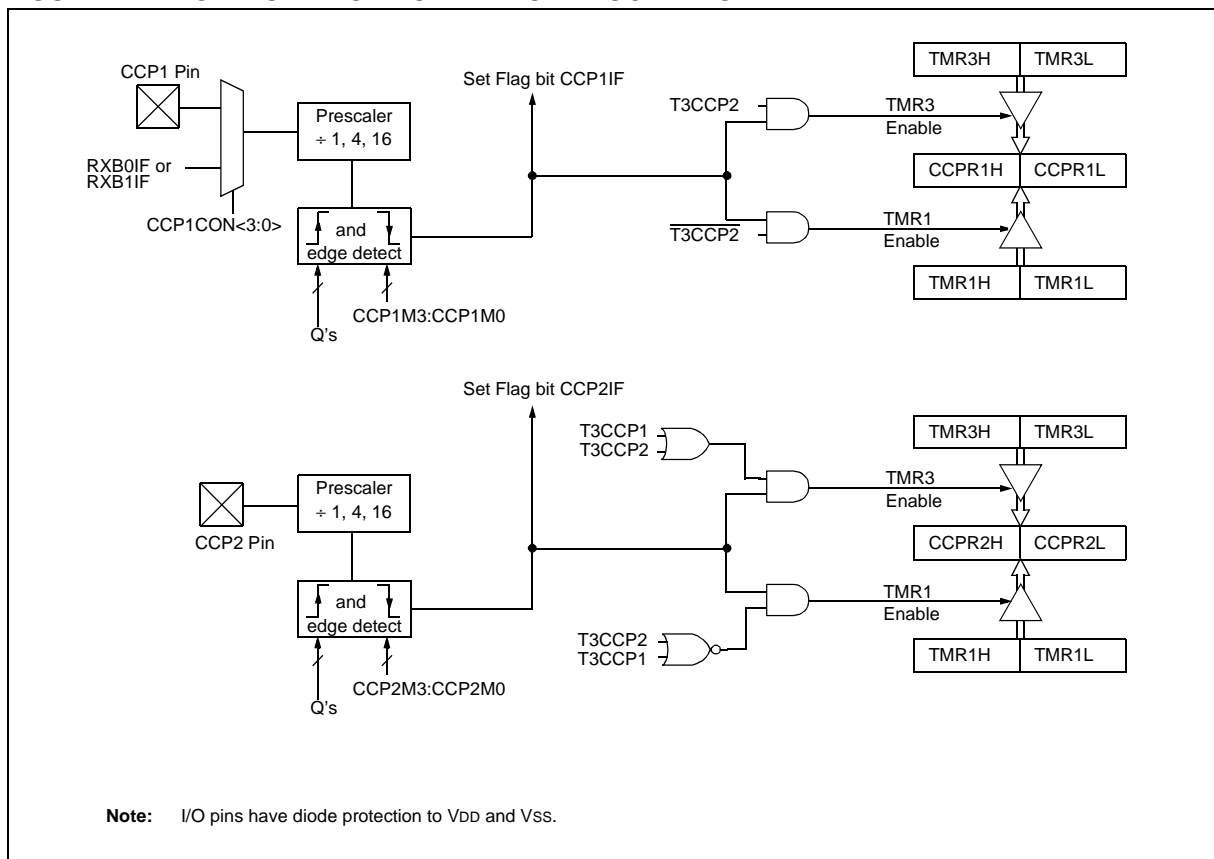 CCP1 Pin
RXB0IF or
RXB1IF
CCP1CON<3:0>
Prescaler
÷ 1, 4, 16
and
edge detect
Q's
CCP1M3:CCP1M0
Set Flag bit CCP1IF
T3CCP2
T3CCP2
TMR3
Enable
TMR1
Enable
TMR3H TMR3L
CCPR1H CCPR1L
TMR1H TMR1L
Set Flag bit CCP2IF
CCP2 Pin
Prescaler
÷ 1, 4, 16
and
edge detect
Q's
CCP2M3:CCP2M0
T3CCP1
T3CCP2
T3CCP2
T3CCP1
TMR3
Enable
TMR1
Enable
TMR3H TMR3L
CCPR2H CCPR2L
TMR1H TMR1L
Note: I/O pins have diode protection to VDD and VSS.